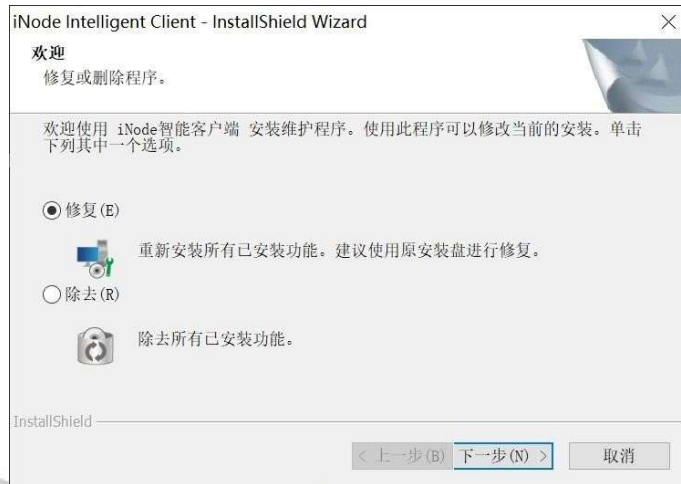 iNode Intelligent Client - InstallShield Wizard
欢迎
修复或删除程序。
欢迎使用 iNode智能客户端 安装维护程序。使用此程序可以修改当前的安装。单击
下列其中一个选项。
修复(E)
重新安装所有已安装功能。建议使用原安装盘进行修复。
除去(R)
除去所有已安装功能。
InstallShield
< 上一步(B) 下一步(N) > 取消